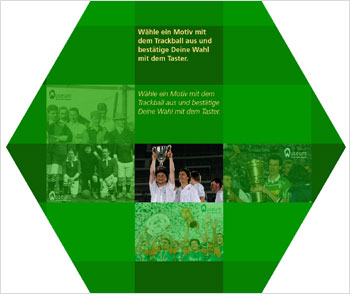 Wähle ein Motiv mit
dem Trackball aus und
bestätige Deine Wahl
mit dem Taster.
Wähle ein Motiv mit dem
Trackball aus und bestätige
Deine Wahl mit dem Taster.